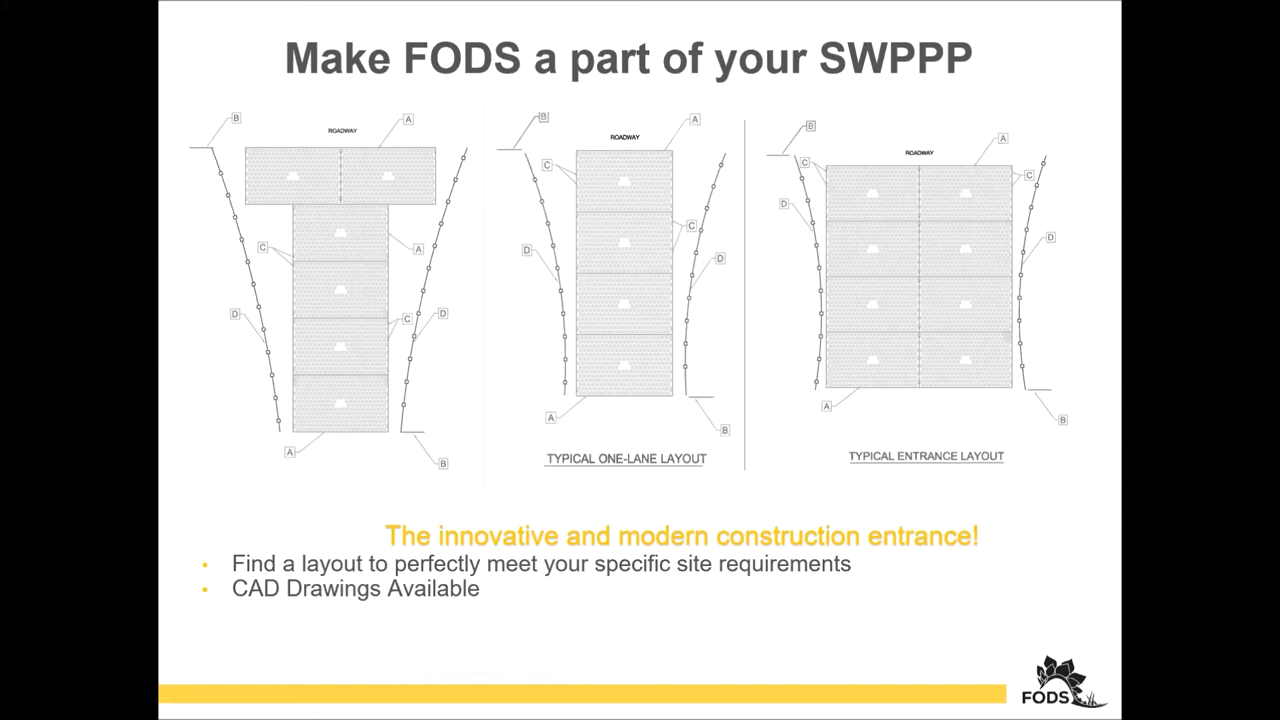 Make FODS a part of your SWPPP
B
A
ROADWAY
C
A
D
D
C
A
B
B
A
ROADWAY
C
C
D
D
A
B
TYPICAL ONE-LANE LAYOUT
B
A
ROADWAY
C
C
D
D
A
B
TYPICAL ENTRANCE LAYOUT
The innovative and modern construction entrance!
• Find a layout to perfectly meet your specific site requirements
• CAD Drawings Available
FODS